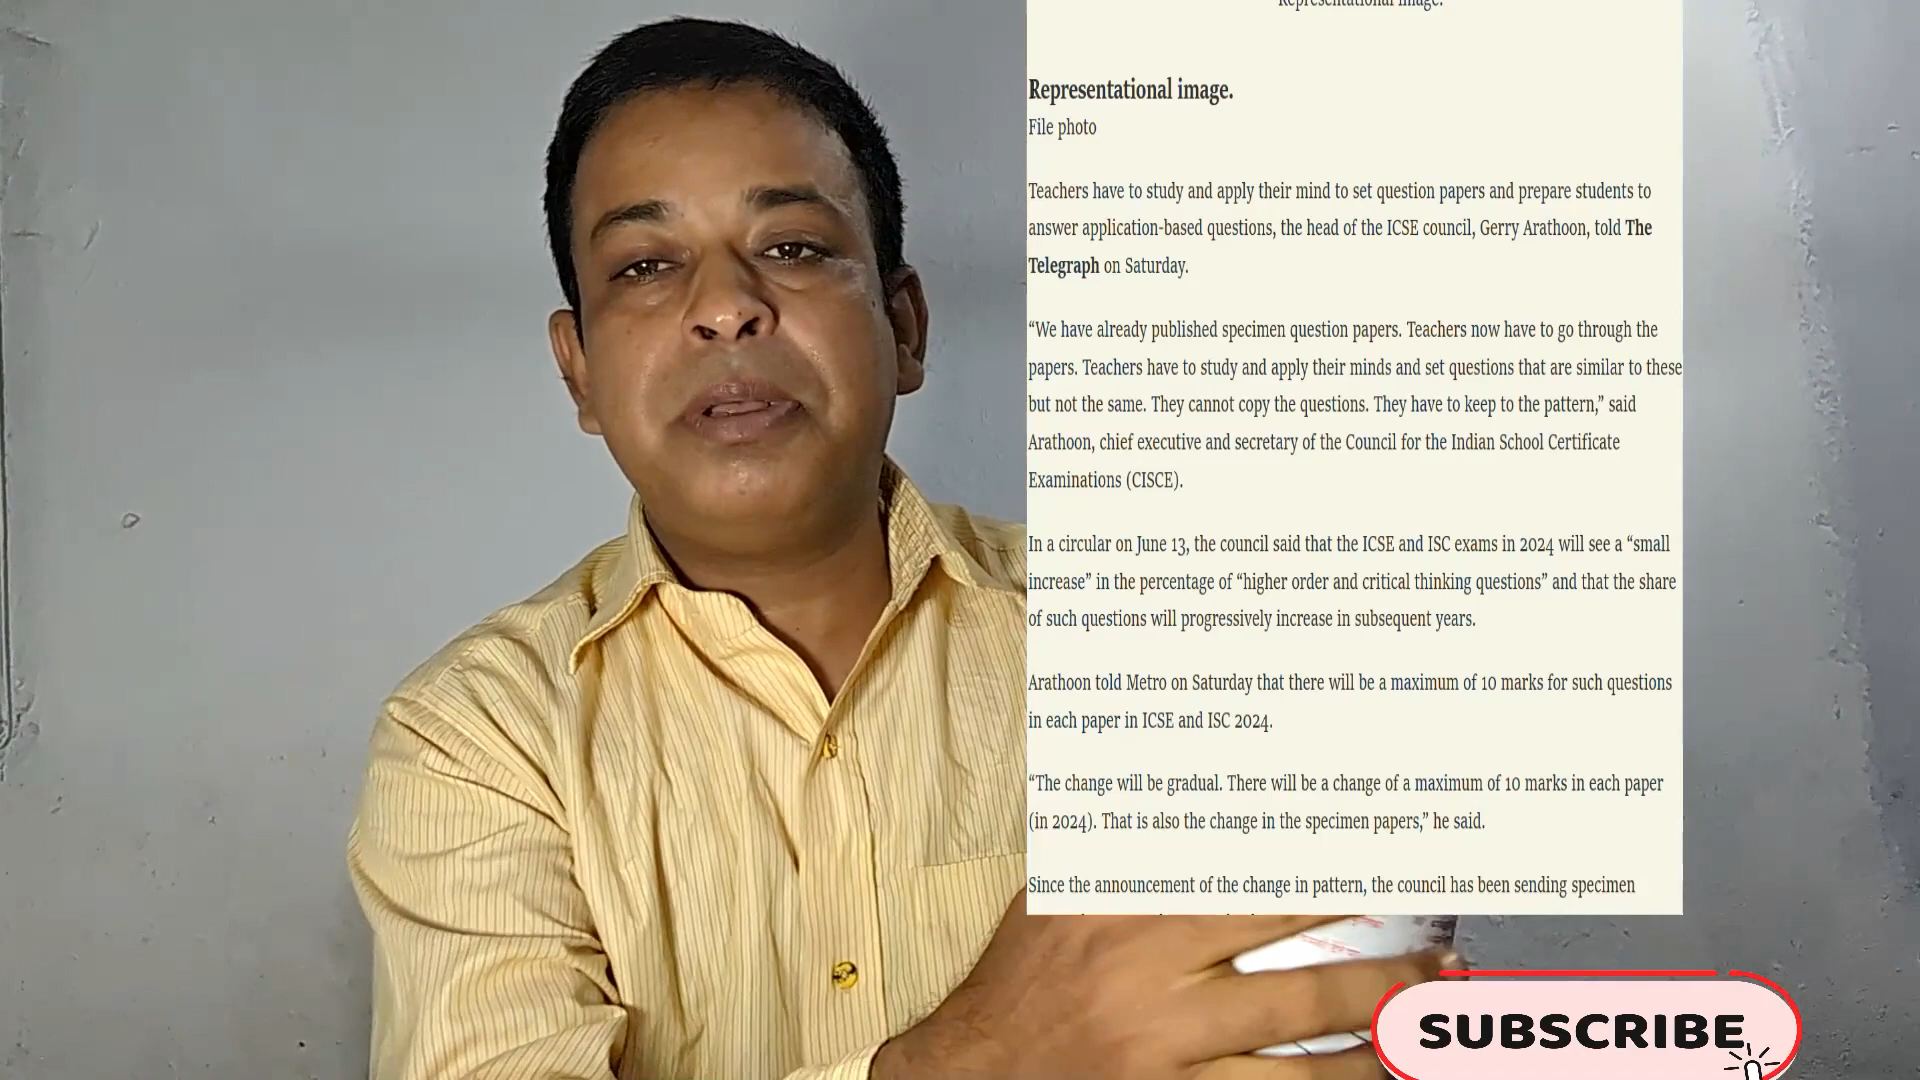 Representational image.
Representational image.
File photo
Teachers have to study and apply their mind to set question papers and prepare students to
answer application-based questions, the head of the ICSE council, Gerry Arathoon, told The
Telegraph on Saturday.
“We have already published specimen question papers. Teachers now have to go through the
papers. Teachers have to study and apply their minds and set questions that are similar to these
but not the same. They cannot copy the questions. They have to keep to the pattern,” said
Arathoon, chief executive and secretary of the Council for the Indian School Certificate
Examinations (CISCE).
In a circular on June 13, the council said that the ICSE and ISC exams in 2024 will see a “small
increase” in the percentage of “higher order and critical thinking questions” and that the share
of such questions will progressively increase in subsequent years.
Arathoon told Metro on Saturday that there will be a maximum of 10 marks for such questions
in each paper in ICSE and ISC 2024.
“The change will be gradual. There will be a change of a maximum of 10 marks in each paper
(in 2024). That is also the change in the specimen papers,” he said.
Since the announcement of the change in pattern, the council has been sending specimen
SUBSCRIBE